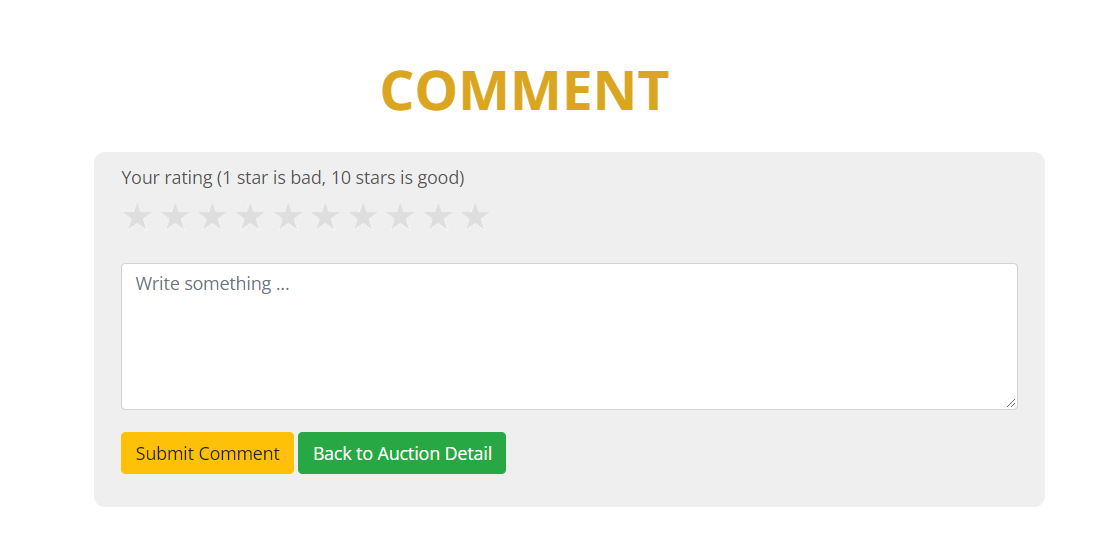 COMMENT
Your rating (1 star is bad, 10 stars is good)
Write something ...
Submit Comment
Back to Auction Detail